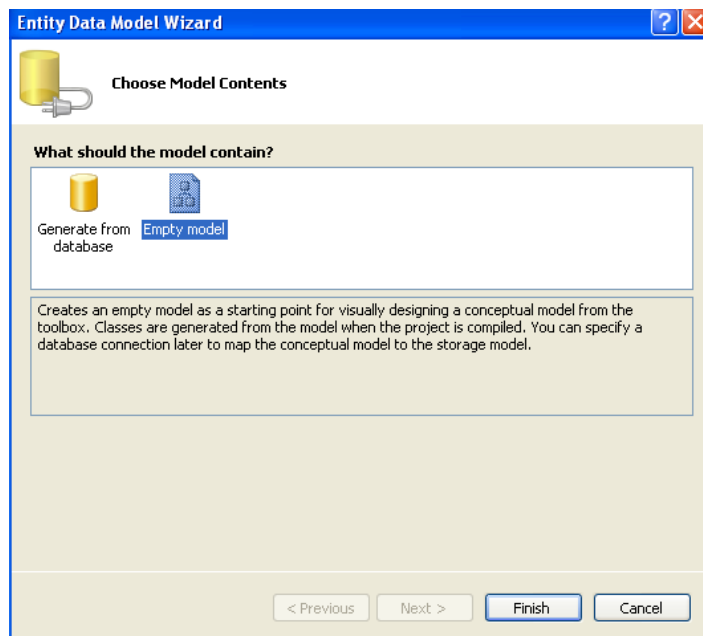 Entity Data Model Wizard
Choose Model Contents
What should the model contain?
Generate from
database
Empty model
Creates an empty model as a starting point for visually designing a conceptual model from the
toolbox. Classes are generated from the model when the project is compiled. You can specify a
database connection later to map the conceptual model to the storage model.
< Previous
Next >
Finish
Cancel